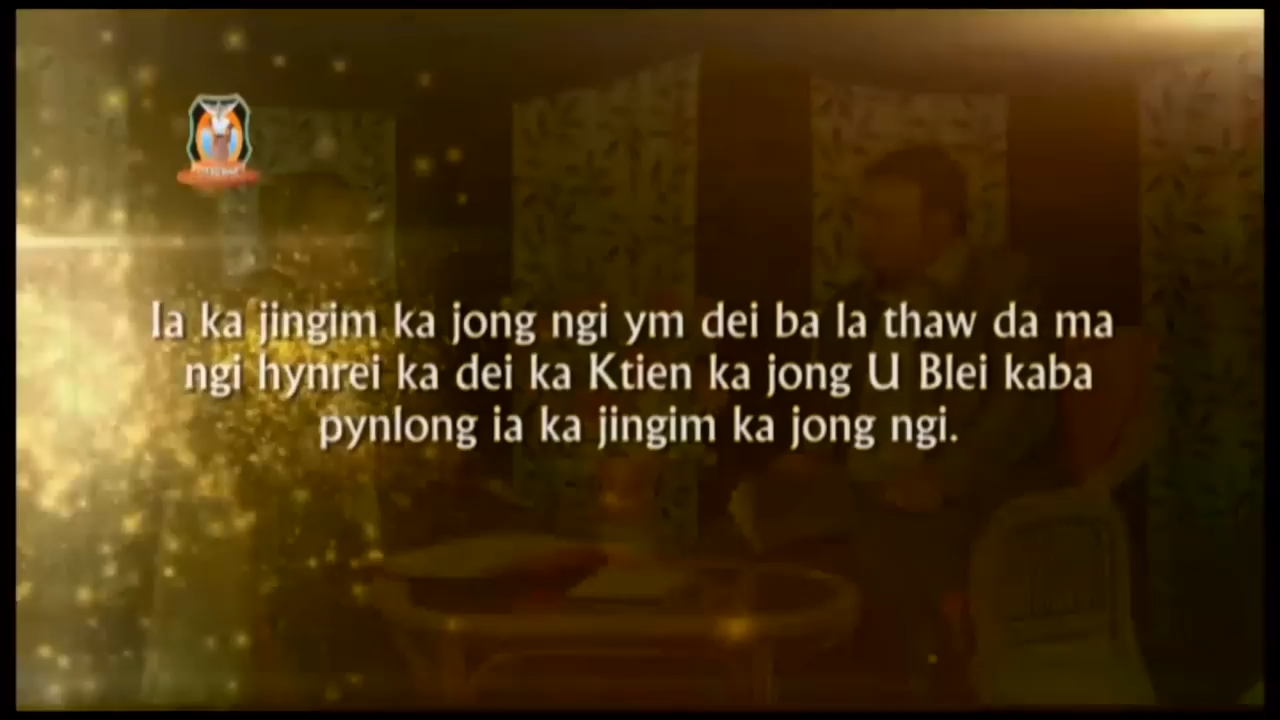 Ia ka jingim ka jong ngi ym dei ba la thaw da ma
ngi hynrei ka dei ka Ktien ka jong U Blei kaba
pynlong ia ka jingim ka jong ngi.